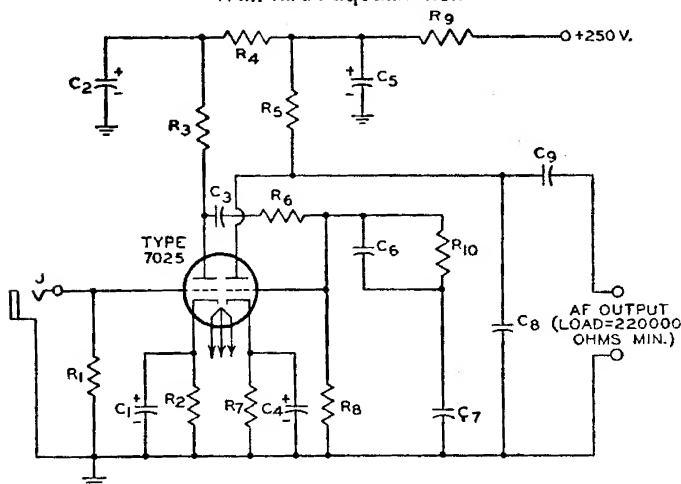 R9
R4
+250 V.
C2
+
-
+
-
C5
R5
R3
C9
C3
R6
TYPE
7025
C6
R10
J
AF OUTPUT
(LOAD=220000
OHMS MIN.)
C8
R1
C1
+
-
R2
R7
C4
+
-
R8
C7